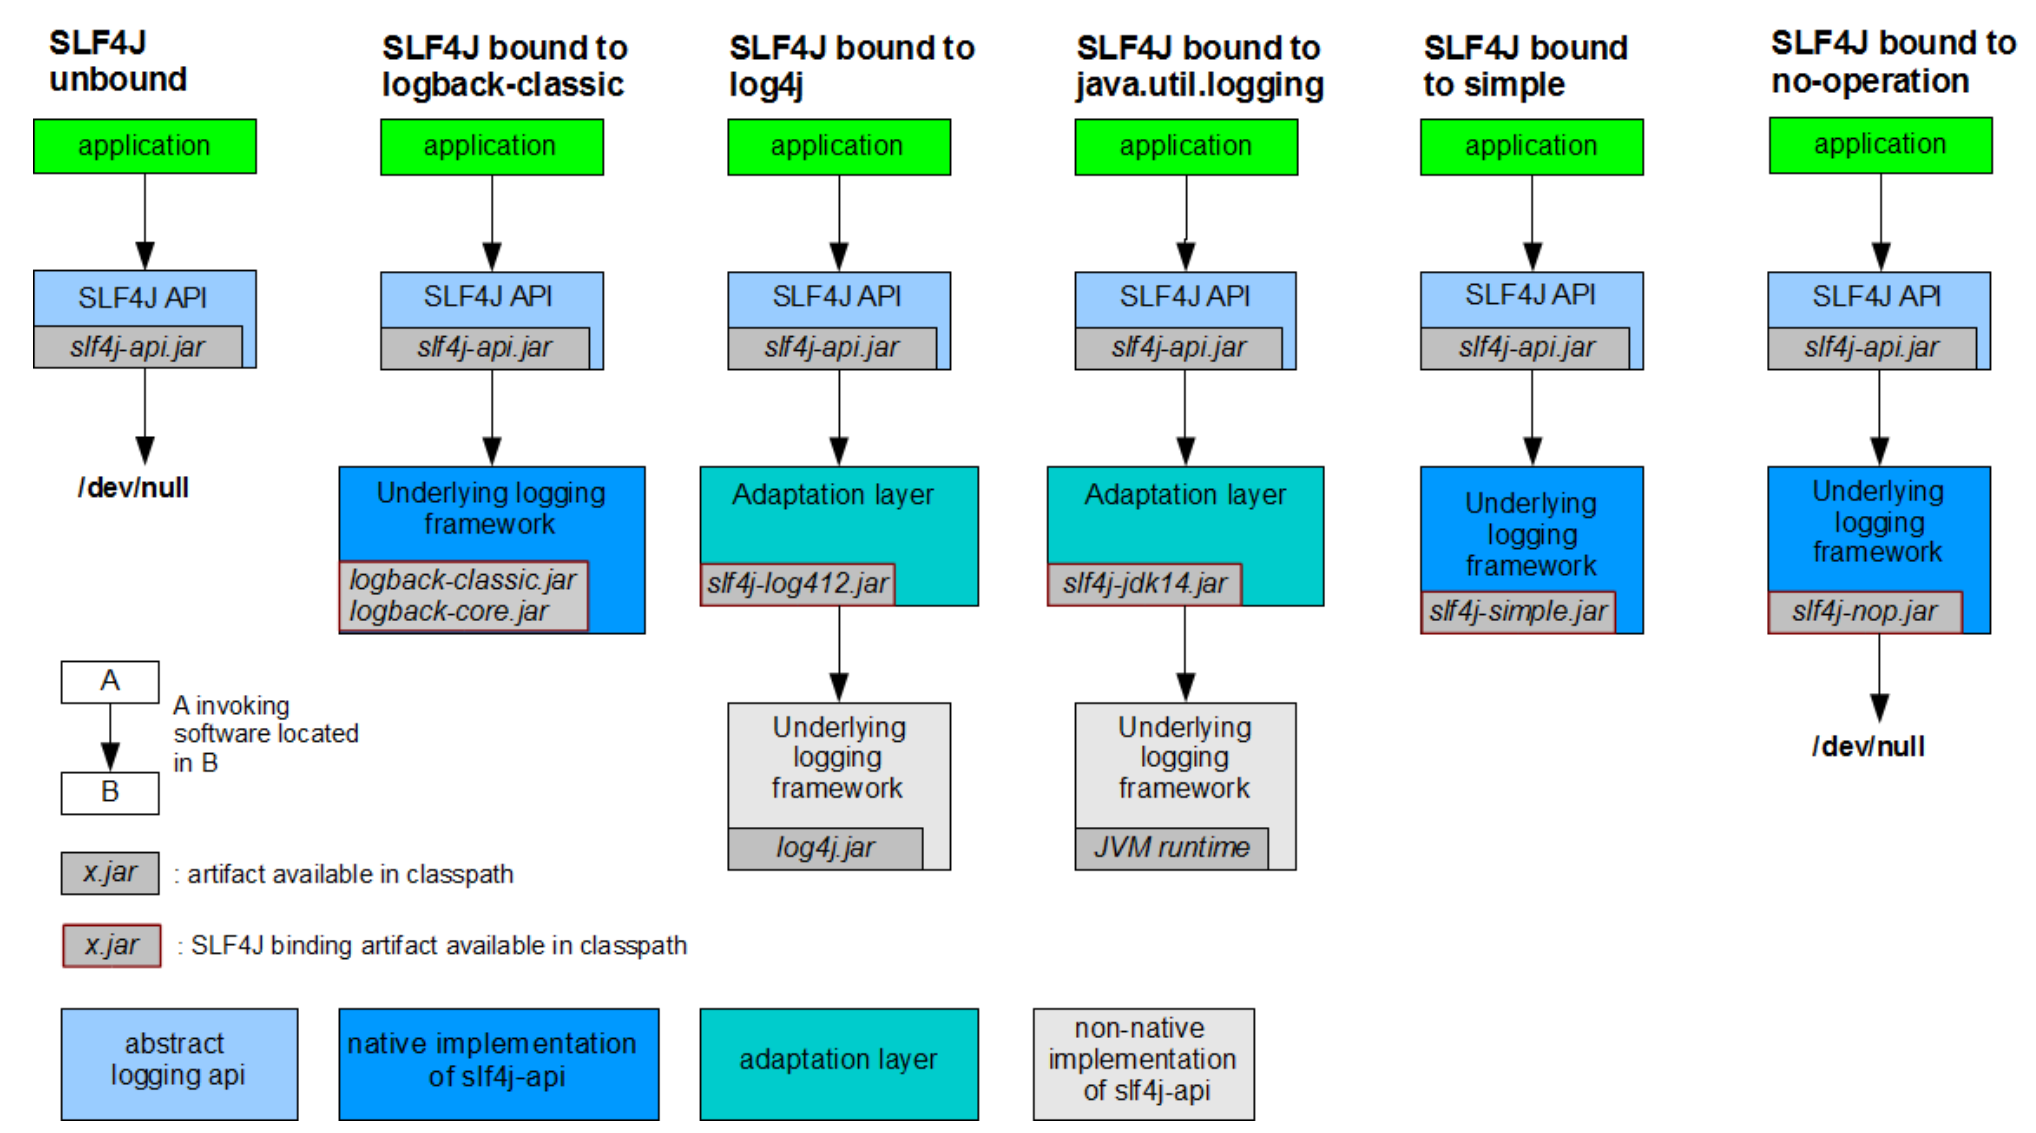 SLF4J
unbound
SLF4J bound to
logback-classic
SLF4J bound to
log4j
SLF4J bound to
java.util.logging
SLF4J bound
to simple
SLF4J bound to
no-operation
application
application
application
application
application
application
SLF4J API
slf4j-api.jar
SLF4J API
slf4j-api.jar
SLF4J API
slf4j-api.jar
SLF4J API
slf4j-api.jar
SLF4J API
slf4j-api.jar
SLF4J API
slf4j-api.jar
/dev/null
Underlying logging
framework
logback-classic.jar
logback-core.jar
Adaptation layer
slf4j-log412.jar
Adaptation layer
slf4j-jdk14.jar
Underlying
logging
framework
slf4j-simple.jar
Underlying
logging
framework
slf4j-nop.jar
Underlying
logging
framework
log4j.jar
Underlying
logging
framework
JVM runtime
/dev/null
A
A invoking
software located
in B
B
x.jar : artifact available in classpath
x.jar : SLF4J binding artifact available in classpath
abstract
logging api
native implementation
of slf4j-api
adaptation layer
non-native
implementation
of slf4j-api